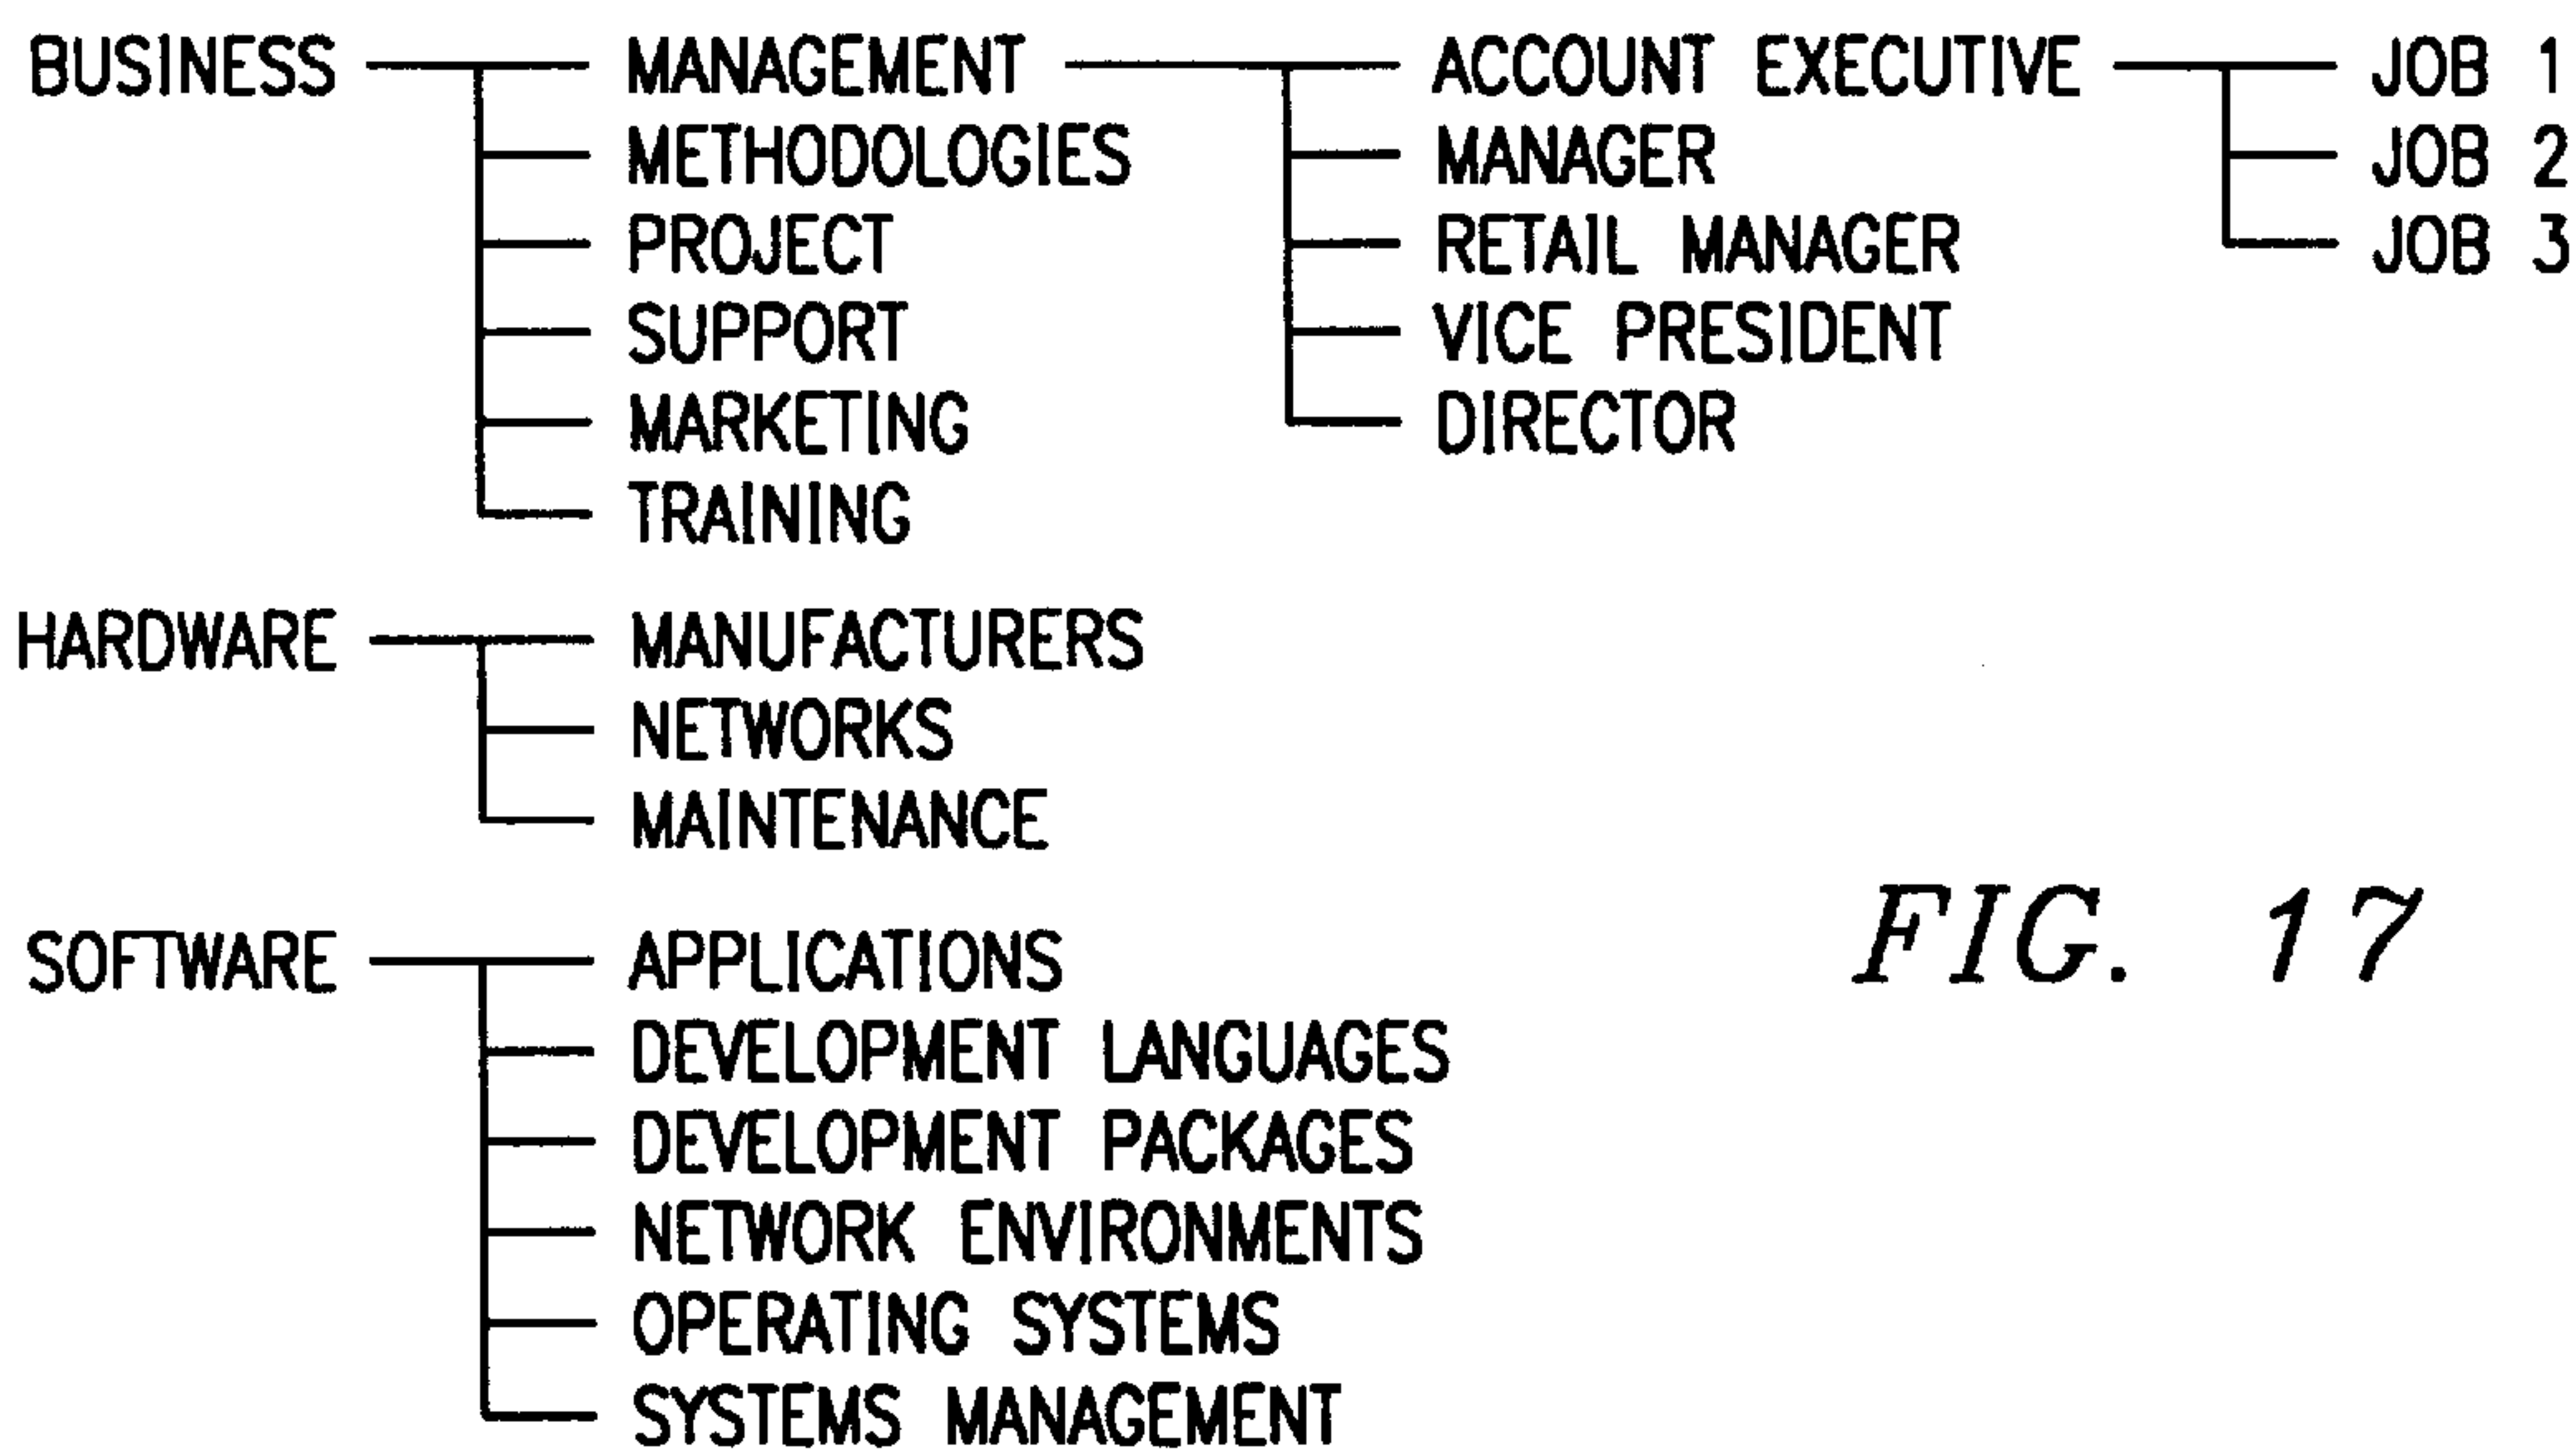 BUSINESS MANAGEMENT ACCOUNT EXECUTIVE JOB 1
METHODOLOGIES MANAGER JOB 2
PROJECT RETAIL MANAGER JOB 3
SUPPORT VICE PRESIDENT
MARKETING DIRECTOR
TRAINING
HARDWARE MANUFACTURERS
NETWORKS
MAINTENANCE
SOFTWARE APPLICATIONS
DEVELOPMENT LANGUAGES
DEVELOPMENT PACKAGES
NETWORK ENVIRONMENTS
OPERATING SYSTEMS
SYSTEMS MANAGEMENT
FIG. 17